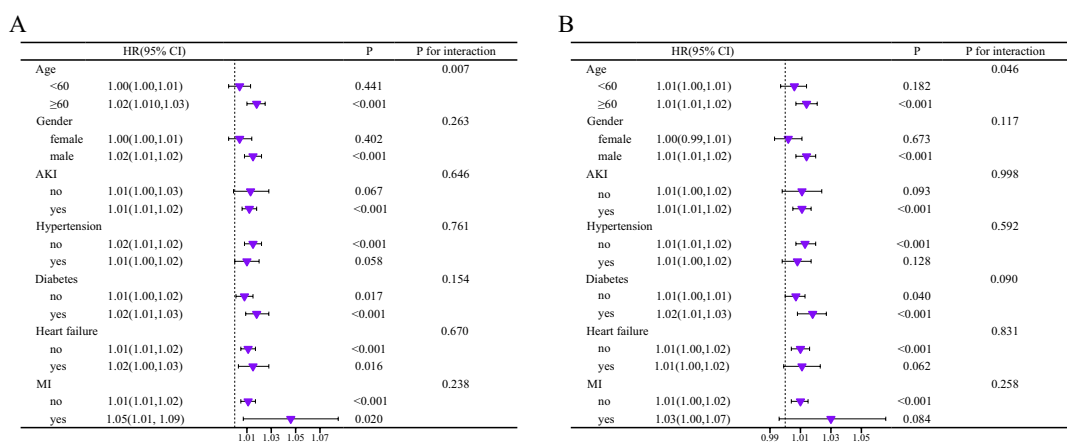 A
HR(95% CI) P P for interaction
Age 0.007
<60 1.00(1.00,1.01) 0.441
≥60 1.02(1.010,1.03) <0.001
Gender 0.263
female 1.00(1.00,1.01) 0.402
male 1.02(1.01,1.02) <0.001
AKI 0.646
no 1.01(1.00,1.03) 0.067
yes 1.01(1.01,1.02) <0.001
Hypertension 0.761
no 1.02(1.01,1.02) <0.001
yes 1.01(1.00,1.02) 0.058
Diabetes 0.154
no 1.01(1.00,1.02) 0.017
yes 1.02(1.01,1.03) <0.001
Heart failure 0.670
no 1.01(1.01,1.02) <0.001
yes 1.02(1.00,1.03) 0.016
MI 0.238
no 1.01(1.01,1.02) <0.001
yes 1.05(1.01, 1.09) 0.020
1.01 1.03 1.05 1.07
B
HR(95% CI) P P for interaction
Age 0.046
<60 1.01(1.00,1.01) 0.182
≥60 1.01(1.01,1.02) <0.001
Gender 0.117
female 1.00(0.99,1.01) 0.673
male 1.01(1.01,1.02) <0.001
AKI 0.998
no 1.01(1.00,1.02) 0.093
yes 1.01(1.01,1.02) <0.001
Hypertension 0.592
no 1.01(1.01,1.02) <0.001
yes 1.01(1.00,1.02) 0.128
Diabetes 0.090
no 1.01(1.00,1.01) 0.040
yes 1.02(1.01,1.03) <0.001
Heart failure 0.831
no 1.01(1.00,1.02) <0.001
yes 1.01(1.00,1.02) 0.062
MI 0.258
no 1.01(1.00,1.02) <0.001
yes 1.03(1.00,1.07) 0.084
0.99 1.01 1.03 1.05